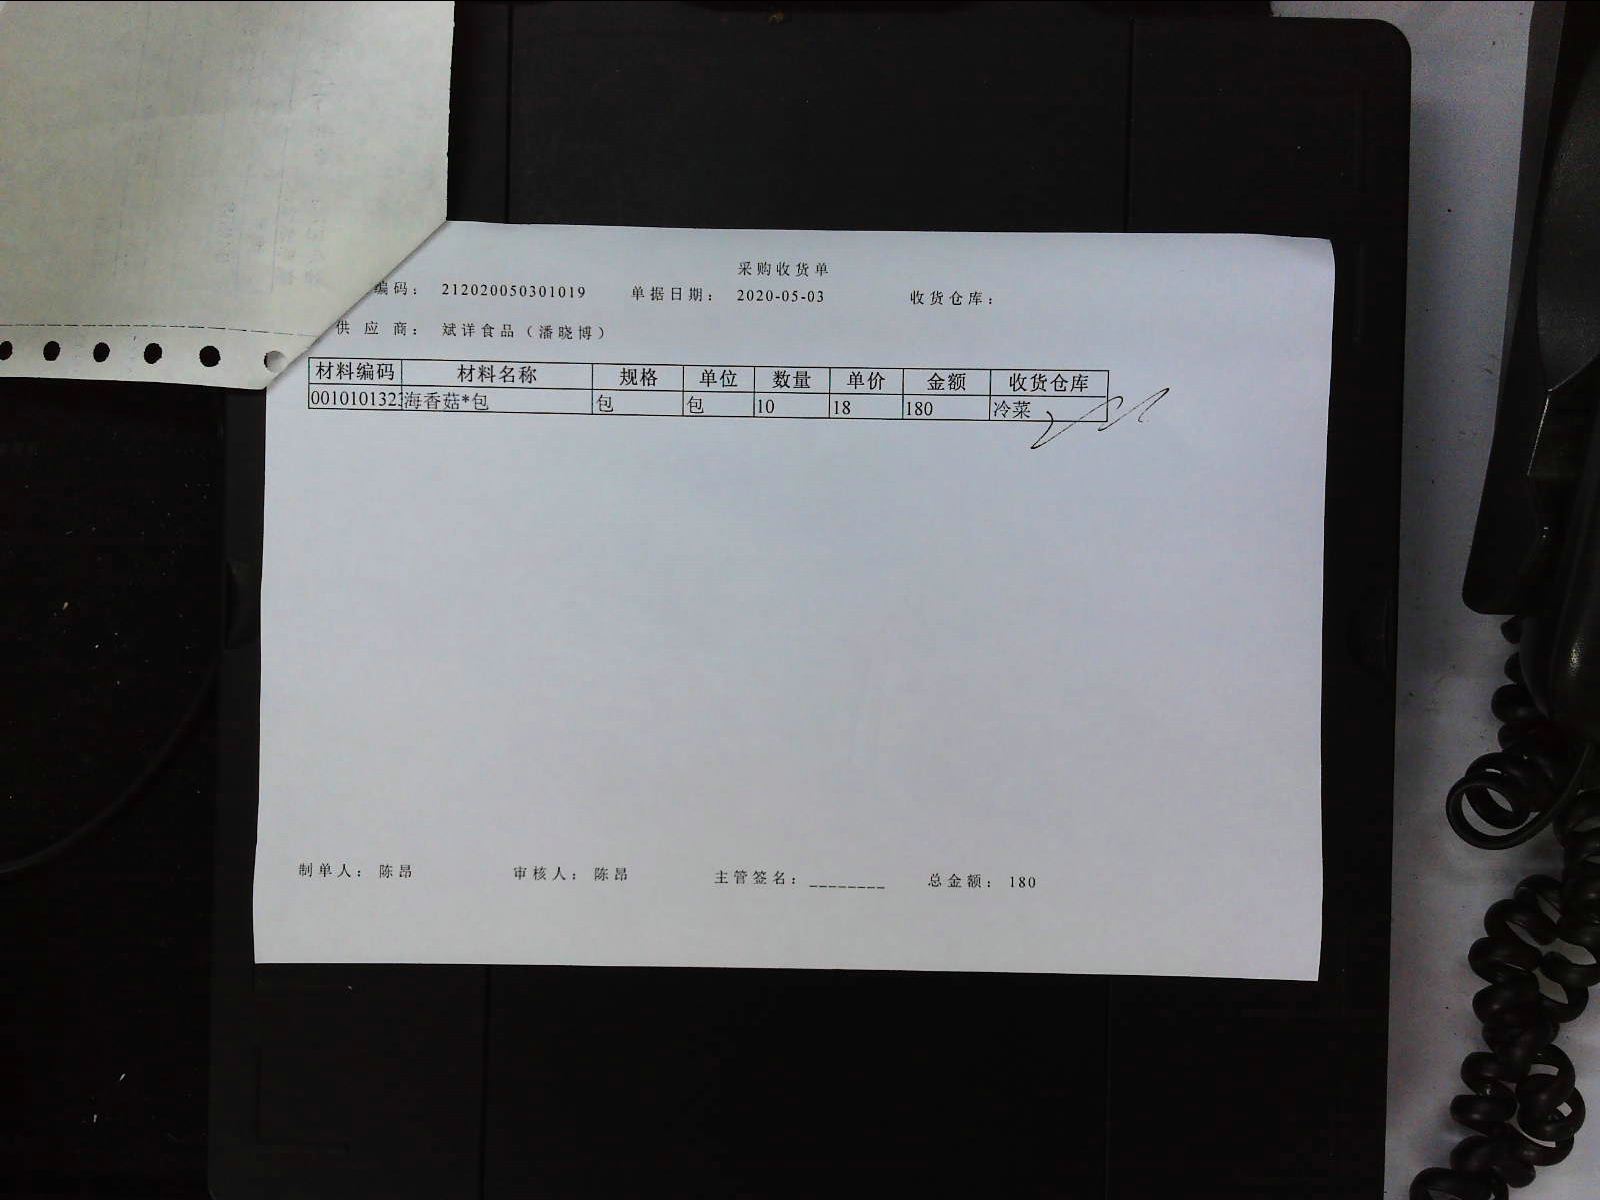 采购收货单
编码： 212020050301019 单据日期： 2020-05-03 收货仓库：
供应商： 斌详食品（潘晓博）
材料编码 材料名称 规格 单位 数量 单价 金额 收货仓库
0010101323 海香菇*包 包 包 10 18 180 冷菜
制单人： 陈昂 审核人： 陈昂 主管签名： ________ 总金额： 180